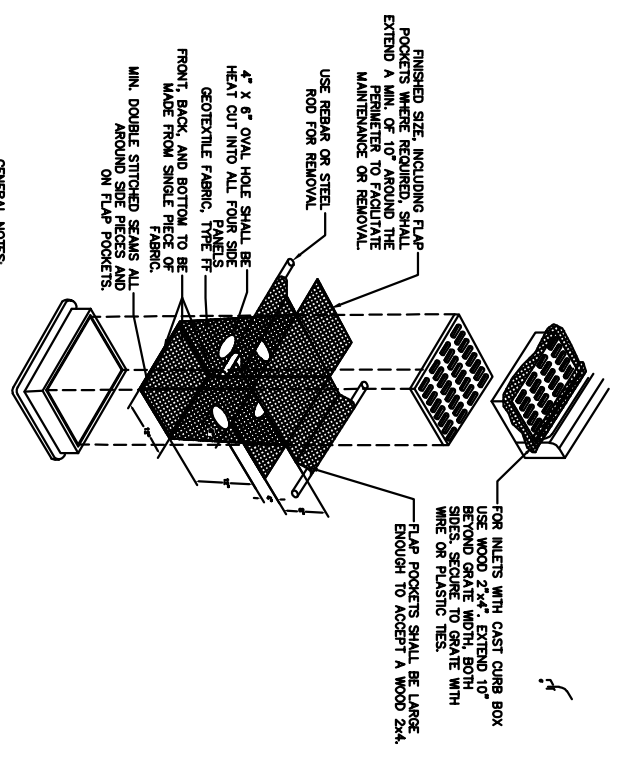 FINISHED SIZE, INCLUDING FLAP
POCKETS WHERE REQUIRED, SHALL
EXTEND A MIN. OF 10" AROUND THE
PERIMETER TO FACILITATE
MAINTENANCE OR REMOVAL.
USE REBAR OR STEEL
ROD FOR REMOVAL
4" X 6" OVAL HOLE SHALL BE
HEAT CUT INTO ALL FOUR SIDE
PANELS
GEOTEXTILE FABRIC, TYPE FF
FRONT, BACK, AND BOTTOM TO BE
MADE FROM SINGLE PIECE OF
FABRIC.
MIN. DOUBLE STITCHED SEAMS ALL
AROUND SIDE PIECES AND
ON FLAP POCKETS.
FOR INLETS WITH CAST CURB BOX
USE WOOD 2"x4". EXTEND 10"
BEYOND GRATE WIDTH, BOTH
SIDES. SECURE TO GRATE WITH
WIRE OR PLASTIC TIES.
FLAP POCKETS SHALL BE LARGE
ENOUGH TO ACCEPT A WOOD 2x4.
GENERAL NOTES: